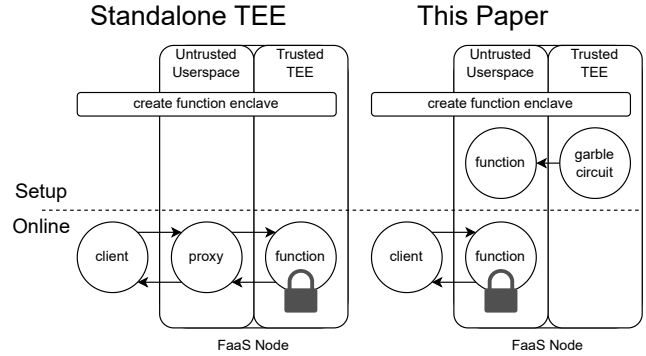 Standalone TEE
This Paper
Untrusted
Userspace
Trusted
TEE
Untrusted
Userspace
Trusted
TEE
create function enclave
create function enclave
function
garble
circuit
Setup
Online
client
proxy
function
client
function
FaaS Node
FaaS Node